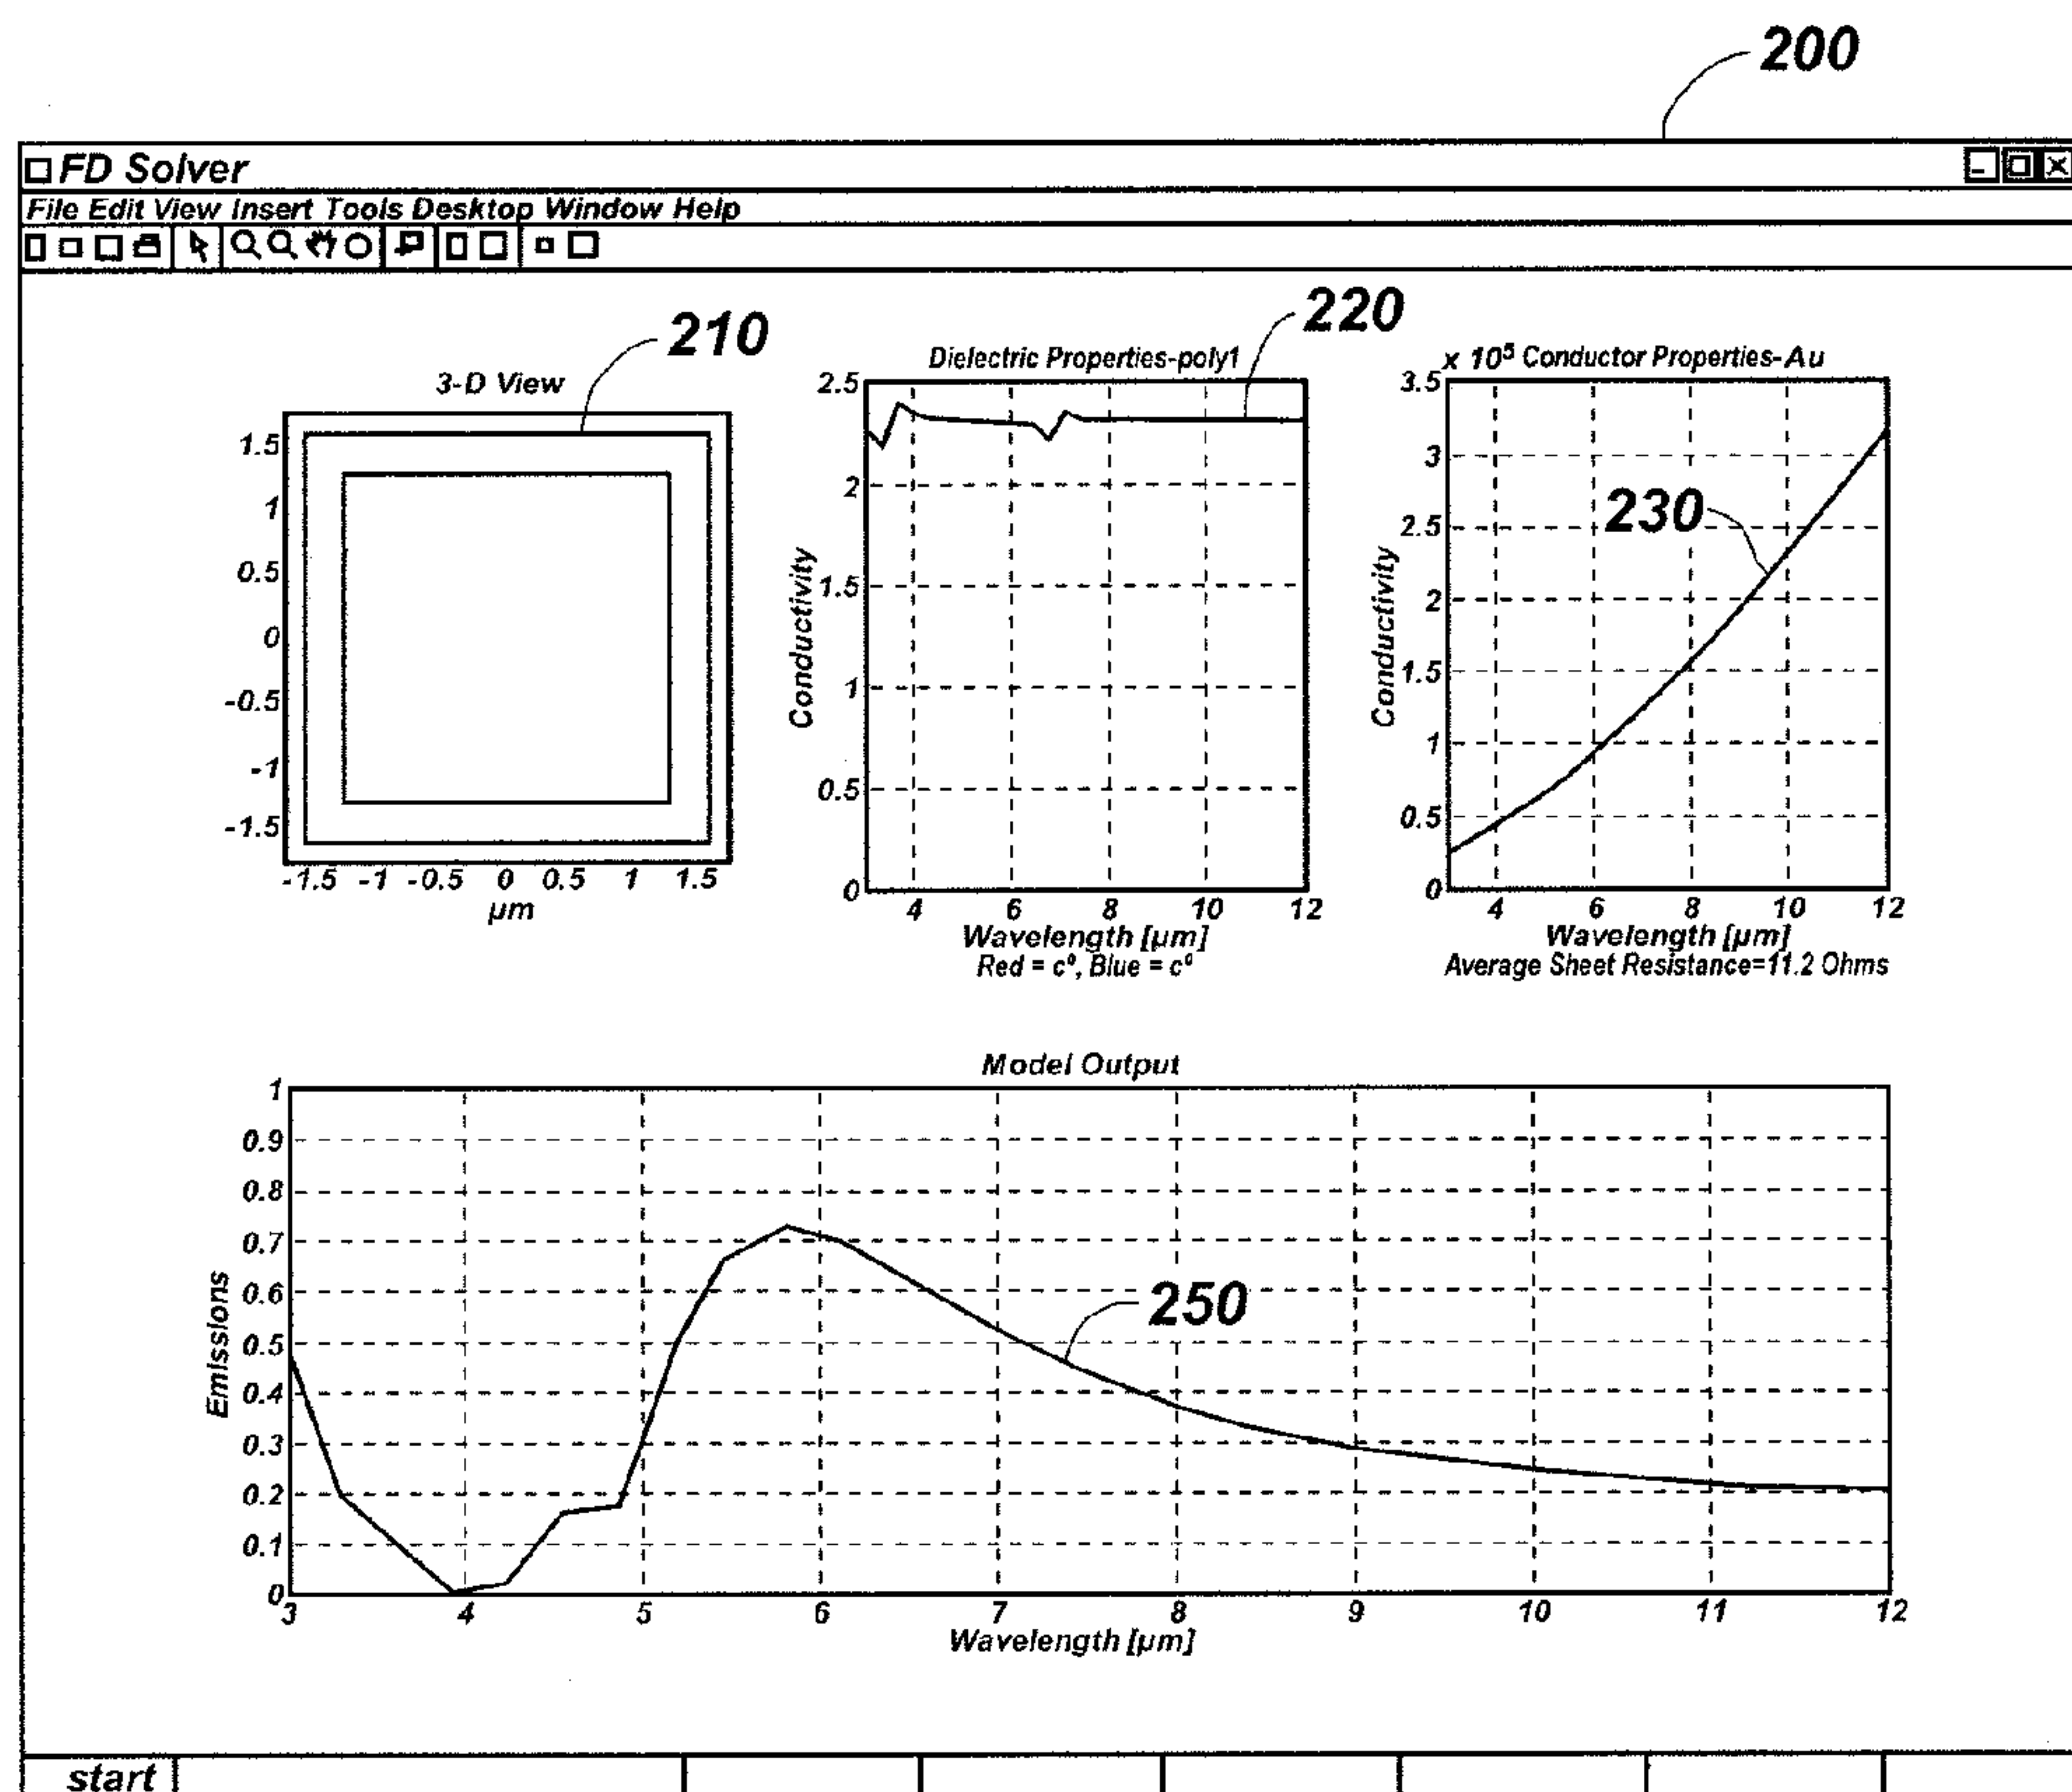 200
FD Solver
File Edit View Insert Tools Desktop Window Help
210
3-D View
1.5
1
0.5
0
-0.5
-1
-1.5
-1.5 -1 -0.5 0 0.5 1 1.5
µm
220
Dielectric Properties-poly1
2.5
2
1.5
1
0.5
0
Conductivity
4 6 8 10 12
Wavelength [µm]
Red = c⁰, Blue = c⁰
x 10⁵ Conductor Properties-Au
3.5
3
2.5
2
1.5
1
0.5
0
230
Conductivity
4 6 8 10 12
Wavelength [µm]
Average Sheet Resistance=11.2 Ohms
Model Output
1
0.9
0.8
0.7
0.6
0.5
0.4
0.3
0.2
0.1
0
Emissions
250
3 4 5 6 7 8 9 10 11 12
Wavelength [µm]
start